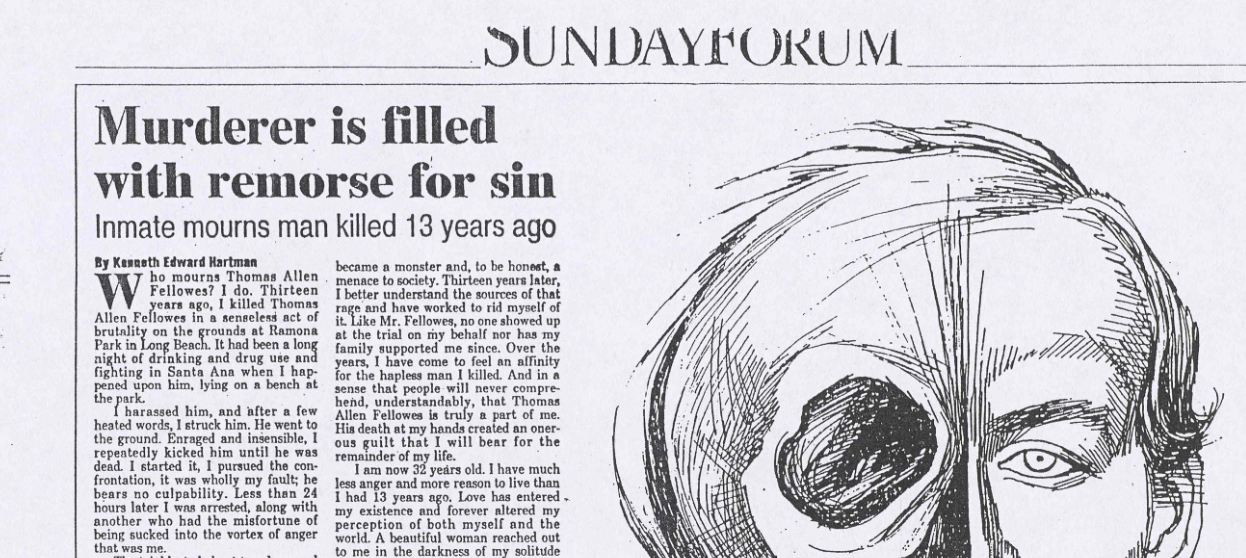 SUNDAY FORUM
Murderer is filled
with remorse for sin
Inmate mourns man killed 13 years ago
By Kenneth Edward Hartman
Who mourns Thomas Allen
Fellowes? I do. Thirteen
years ago, I killed Thomas
Allen Fellowes in a senseless act of
brutality on the grounds at Ramona
Park in Long Beach. It had been a long
night of drinking and drug use and
fighting in Santa Ana when I hap-
pened upon him, lying on a bench at
the park.
I harassed him, and after a few
heated words, I struck him. He went to
the ground. Enraged and insensible, I
repeatedly kicked him until he was
dead. I started it, I pursued the con-
frontation, it was wholly my fault; he
bears no culpability. Less than 24
hours later I was arrested, along with
another who had the misfortune of
being sucked into the vortex of anger
that was me.
became a monster and, to be honest, a
menace to society. Thirteen years later,
I better understand the sources of that
rage and have worked to rid myself of
it. Like Mr. Fellowes, no one showed up
at the trial on my behalf nor has my
family supported me since. Over the
years, I have come to feel an affinity
for the hapless man I killed. And in a
sense that people will never compre-
hend, understandably, that Thomas
Allen Fellowes is truly a part of me.
His death at my hands created an oner-
ous guilt that I will bear for the
remainder of my life.
I am now 32 years old. I have much
less anger and more reason to live than
I had 13 years ago. Love has entered
my existence and forever altered my
perception of both myself and the
world. A beautiful woman reached out
to me in the darkness of my solitude